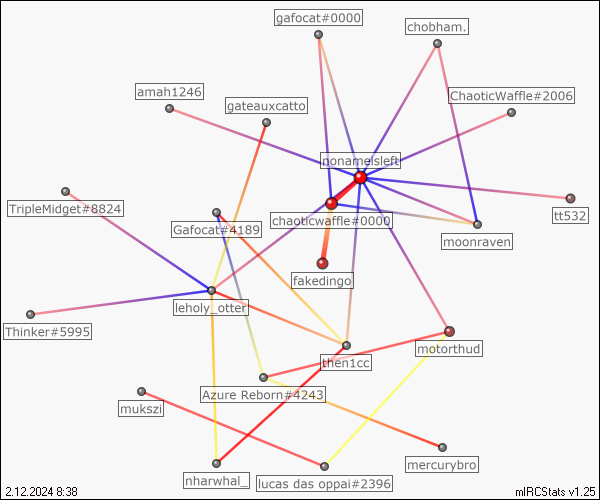 gafocat#0000
chobham.
amah1246
ChaoticWaffle#2006
gateauxcatto
nonameisleft
TripleMidget#8824
tt532
chaoticwaffle#0000
Gafocat#4189
moonraven
fakedingo
leholy_otter
Thinker#5995
motorthud
then1cc
Azure Reborn#4243
mukszi
mercurybro
nharwhal_
lucas das oppai#2396
2.12.2024 8:38
mIRCStats v1.25